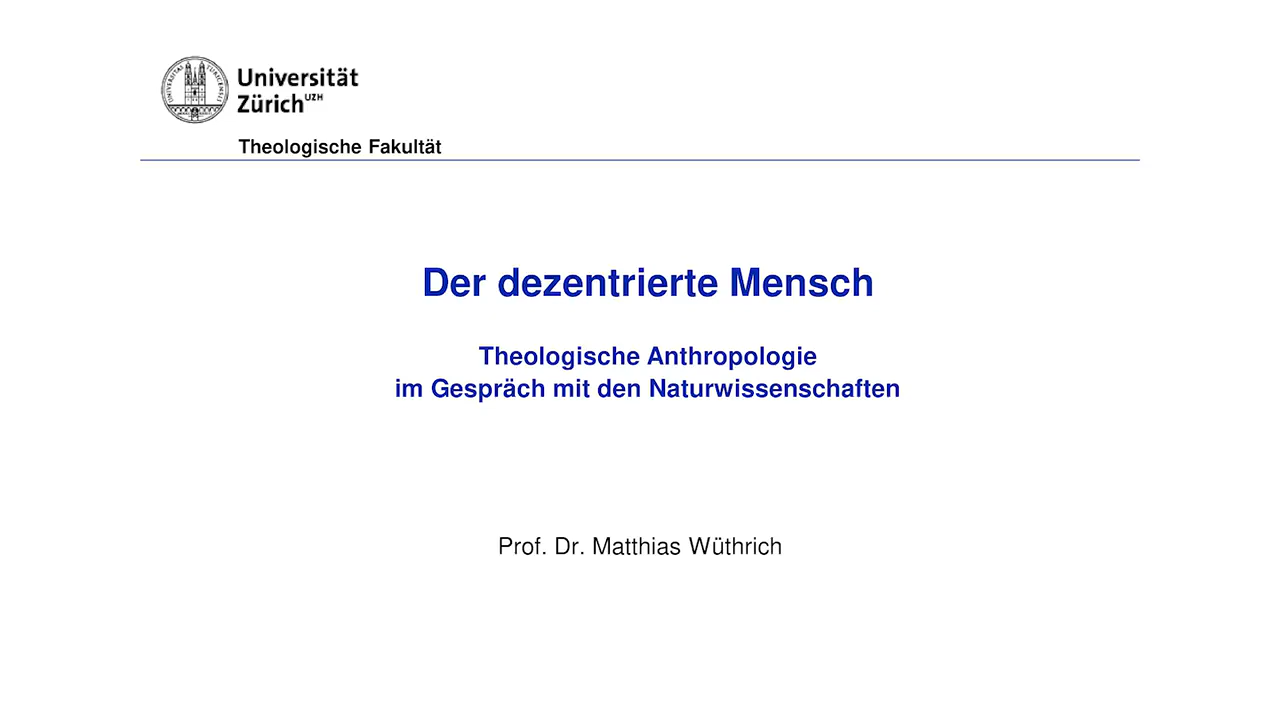 Universität
Zürich UZH
Theologische Fakultät
Der dezentrierte Mensch
Theologische Anthropologie
im Gespräch mit den Naturwissenschaften
Prof. Dr. Matthias Wüthrich